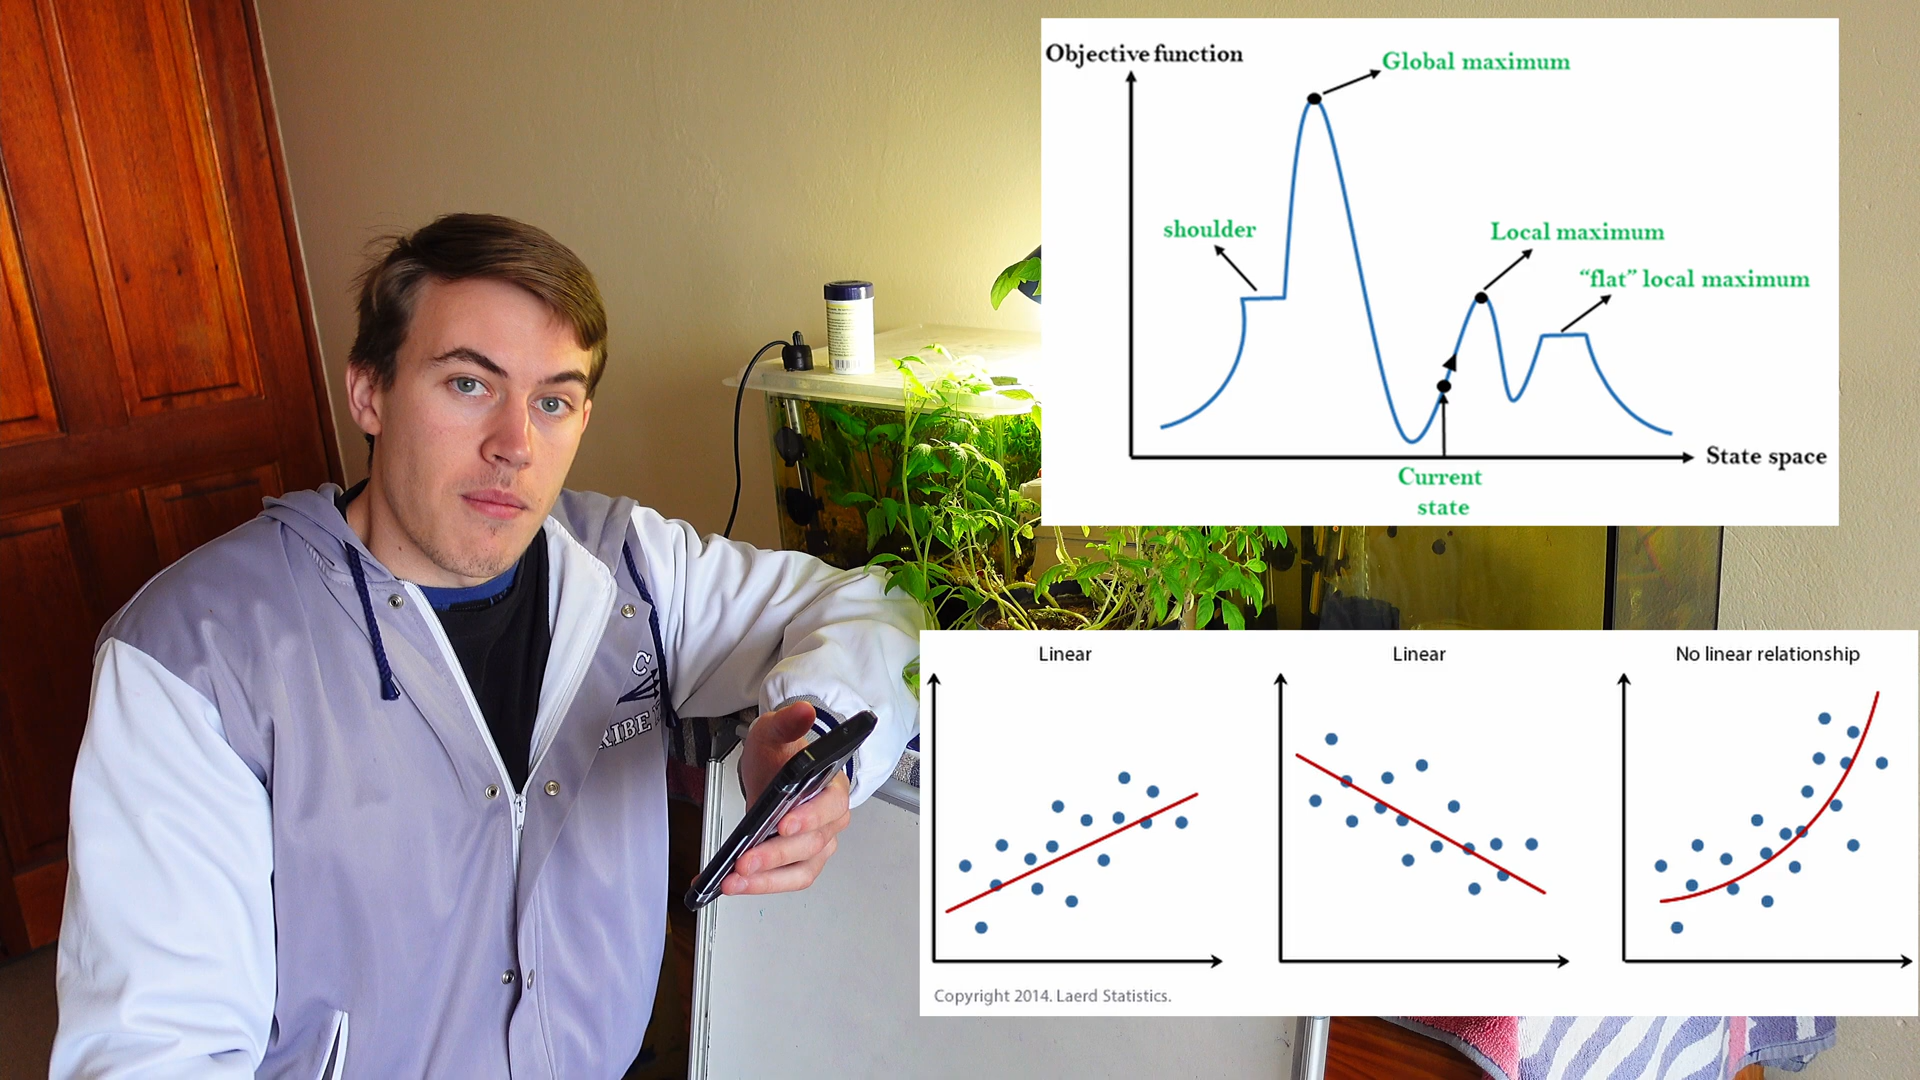 Objective function
Global maximum
shoulder
Local maximum
“flat” local maximum
State space
Current
state
C
RIBE
Linear
Linear
No linear relationship
Copyright 2014. Laerd Statistics.